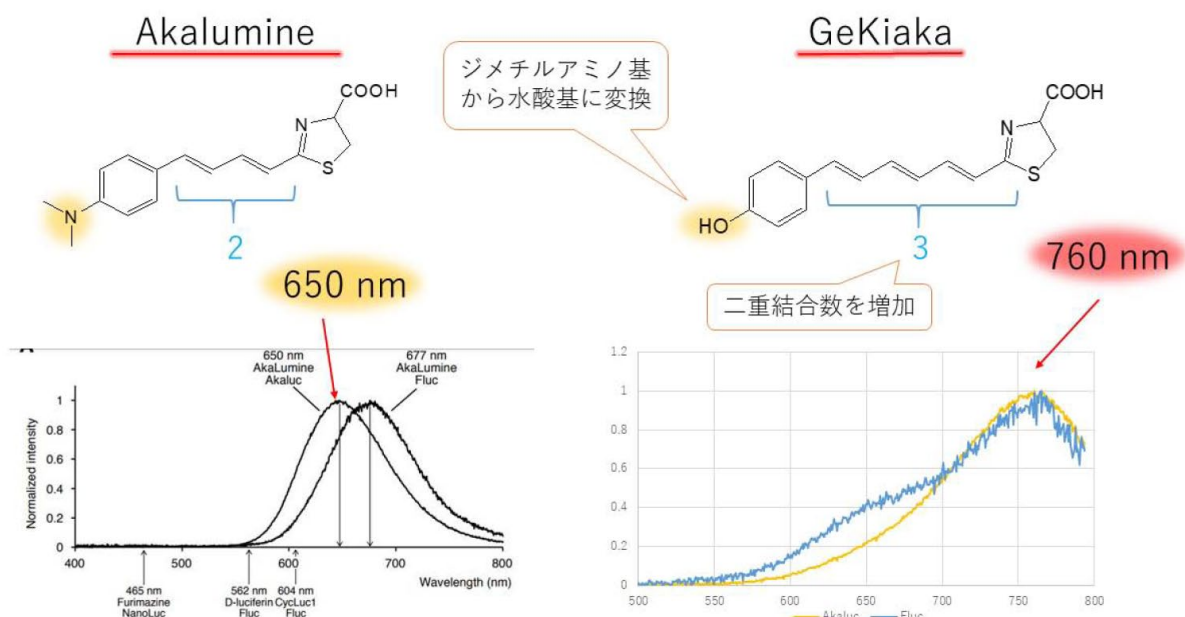 Akalumine
GeKiaka
ジメチルアミノ基
から水酸基に変換
COOH
N
S
N
2
COOH
N
S
HO
3
650 nm
760 nm
二重結合数を増加
650 nm
AkaLumine
Akaluc
677 nm
AkaLumine
Fluc
Normalized intensity
1
0.8
0.6
0.4
0.2
0
400
500
600
700
800
Wavelength (nm)
465 nm
Furimazine
NanoLuc
562 nm
D-luciferin
Fluc
604 nm
CycLuc1
Fluc
1.2
1
0.8
0.6
0.4
0.2
0
500
550
600
650
700
750
800
Akaluc
Fluc